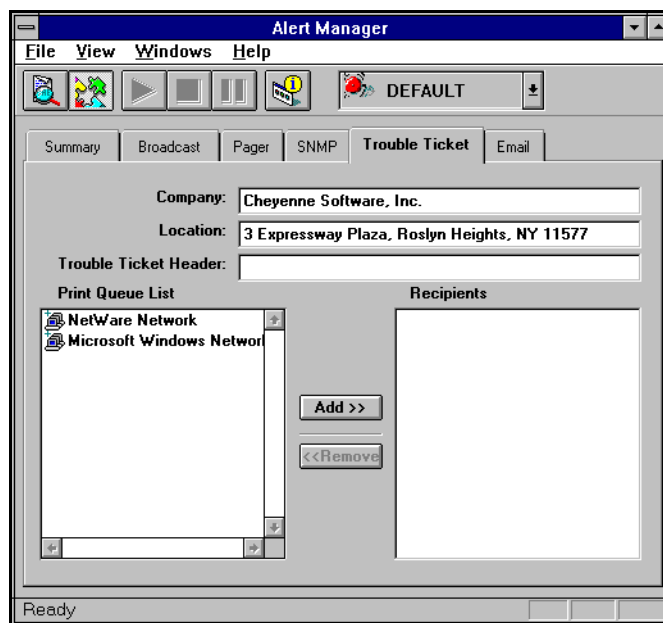 Alert Manager
File View Windows Help
DEFAULT
Summary Broadcast Pager SNMP Trouble Ticket Email
Company: Cheyenne Software, Inc.
Location: 3 Expressway Plaza, Roslyn Heights, NY 11577
Trouble Ticket Header:
Print Queue List Recipients
NetWare Network
Microsoft Windows Network
Add >>
<<Remove
Ready